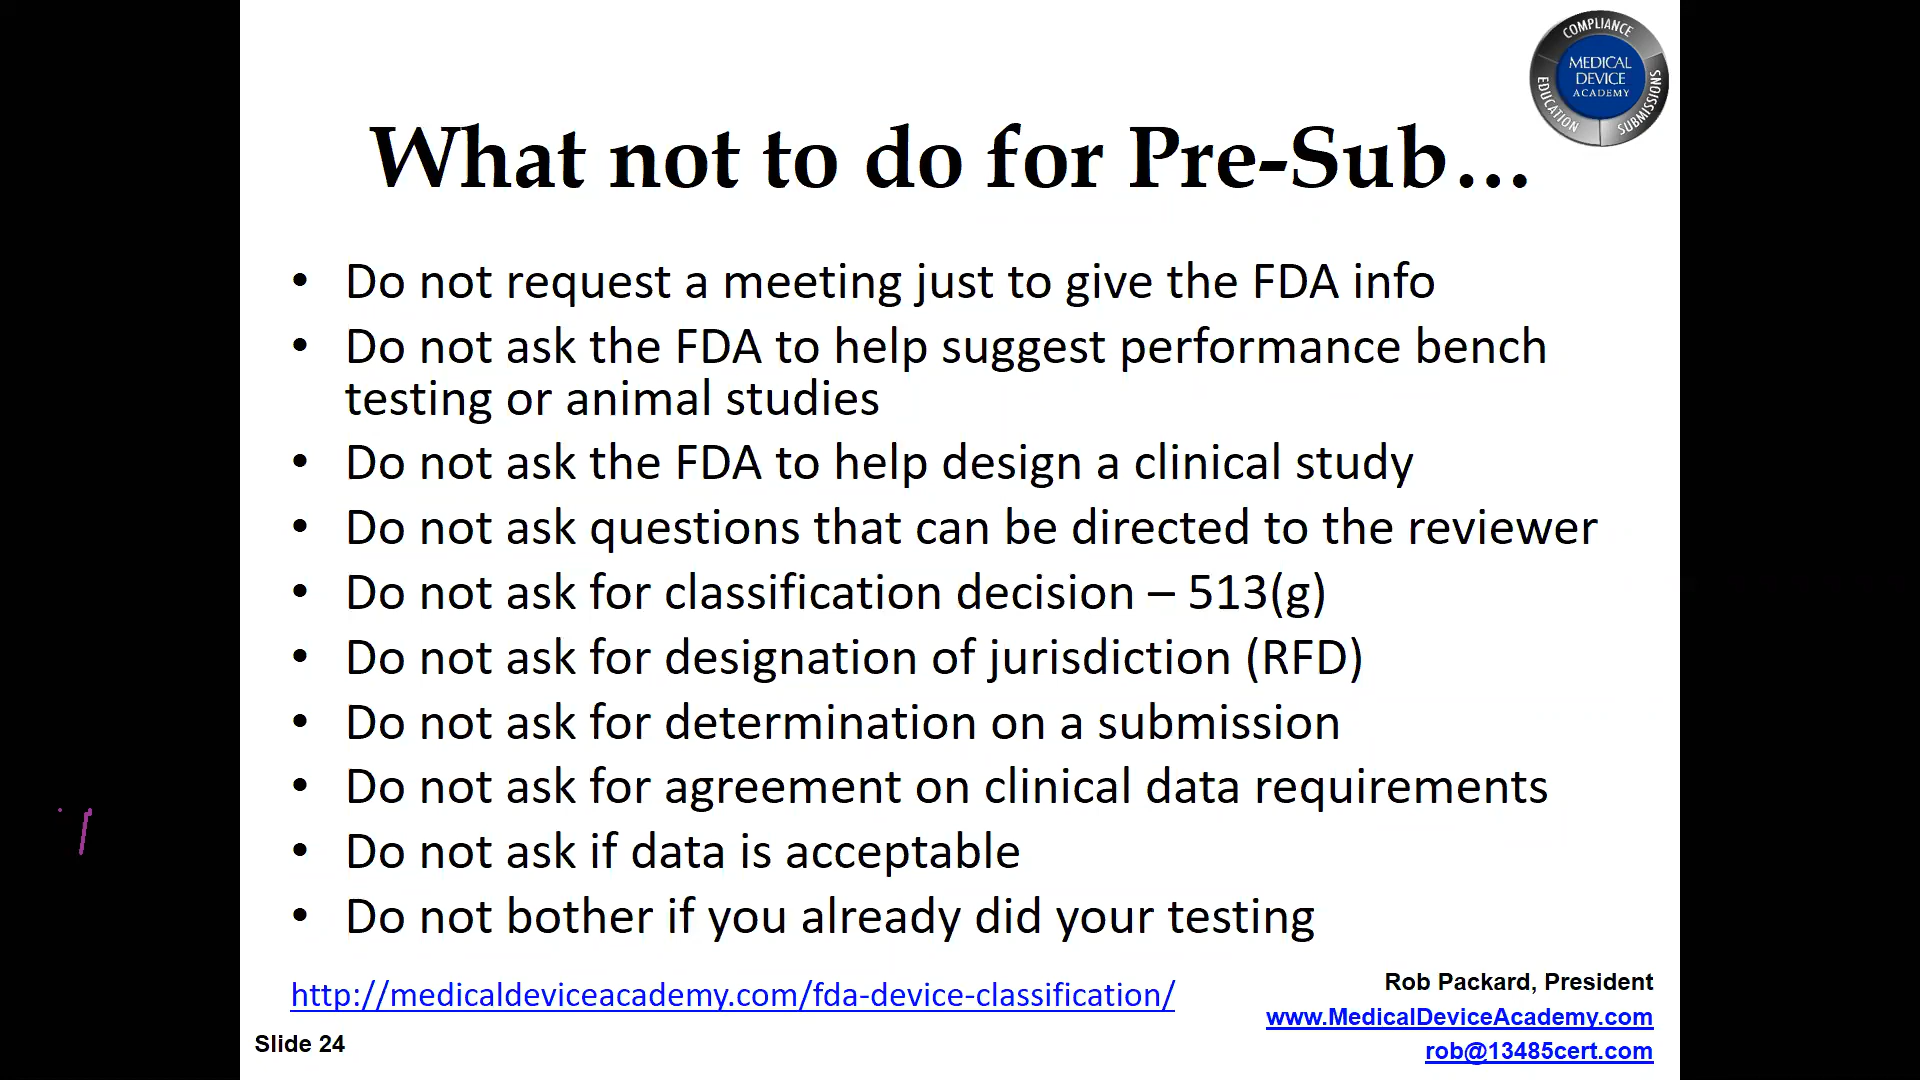 COMPLIANCE
EDUCATION
SUBMISSIONS
MEDICAL
DEVICE
ACADEMY
What not to do for Pre-Sub…
• Do not request a meeting just to give the FDA info
• Do not ask the FDA to help suggest performance bench
testing or animal studies
• Do not ask the FDA to help design a clinical study
• Do not ask questions that can be directed to the reviewer
• Do not ask for classification decision – 513(g)
• Do not ask for designation of jurisdiction (RFD)
• Do not ask for determination on a submission
• Do not ask for agreement on clinical data requirements
• Do not ask if data is acceptable
• Do not bother if you already did your testing
http://medicaldeviceacademy.com/fda-device-classification/
Slide 24
Rob Packard, President
www.MedicalDeviceAcademy.com
rob@13485cert.com